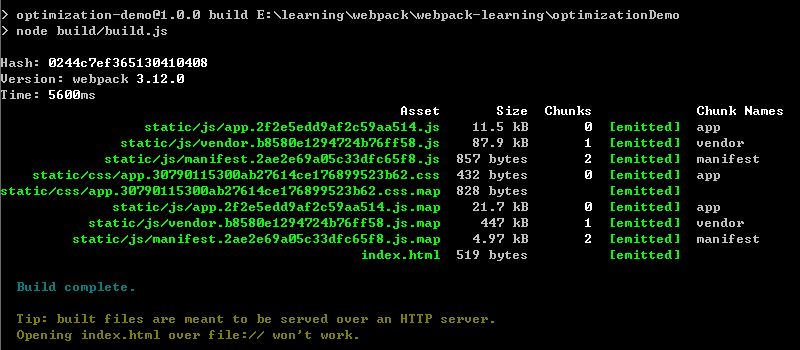 > optimization-demo@1.0.0 build E:\learning\webpack\webpack-learning\optimizationDemo
> node build/build.js
Hash: 0244c7ef365130410408
Version: webpack 3.12.0
Time: 5600ms
Asset Size Chunks Chunk Names
static/js/app.2f2e5edd9af2c59aa514.js 11.5 kB 0 [emitted] app
static/js/vendor.b8580e1294724b76ff58.js 87.9 kB 1 [emitted] vendor
static/js/manifest.2ae2e69a05c33dfc65f8.js 857 bytes 2 [emitted] manifest
static/css/app.30790115300ab27614ce176899523b62.css 432 bytes 0 [emitted] app
static/css/app.30790115300ab27614ce176899523b62.css.map 828 bytes [emitted]
static/js/app.2f2e5edd9af2c59aa514.js.map 21.7 kB 0 [emitted] app
static/js/vendor.b8580e1294724b76ff58.js.map 447 kB 1 [emitted] vendor
static/js/manifest.2ae2e69a05c33dfc65f8.js.map 4.97 kB 2 [emitted] manifest
index.html 519 bytes [emitted]
Build complete.
Tip: built files are meant to be served over an HTTP server.
Opening index.html over file:// won't work.